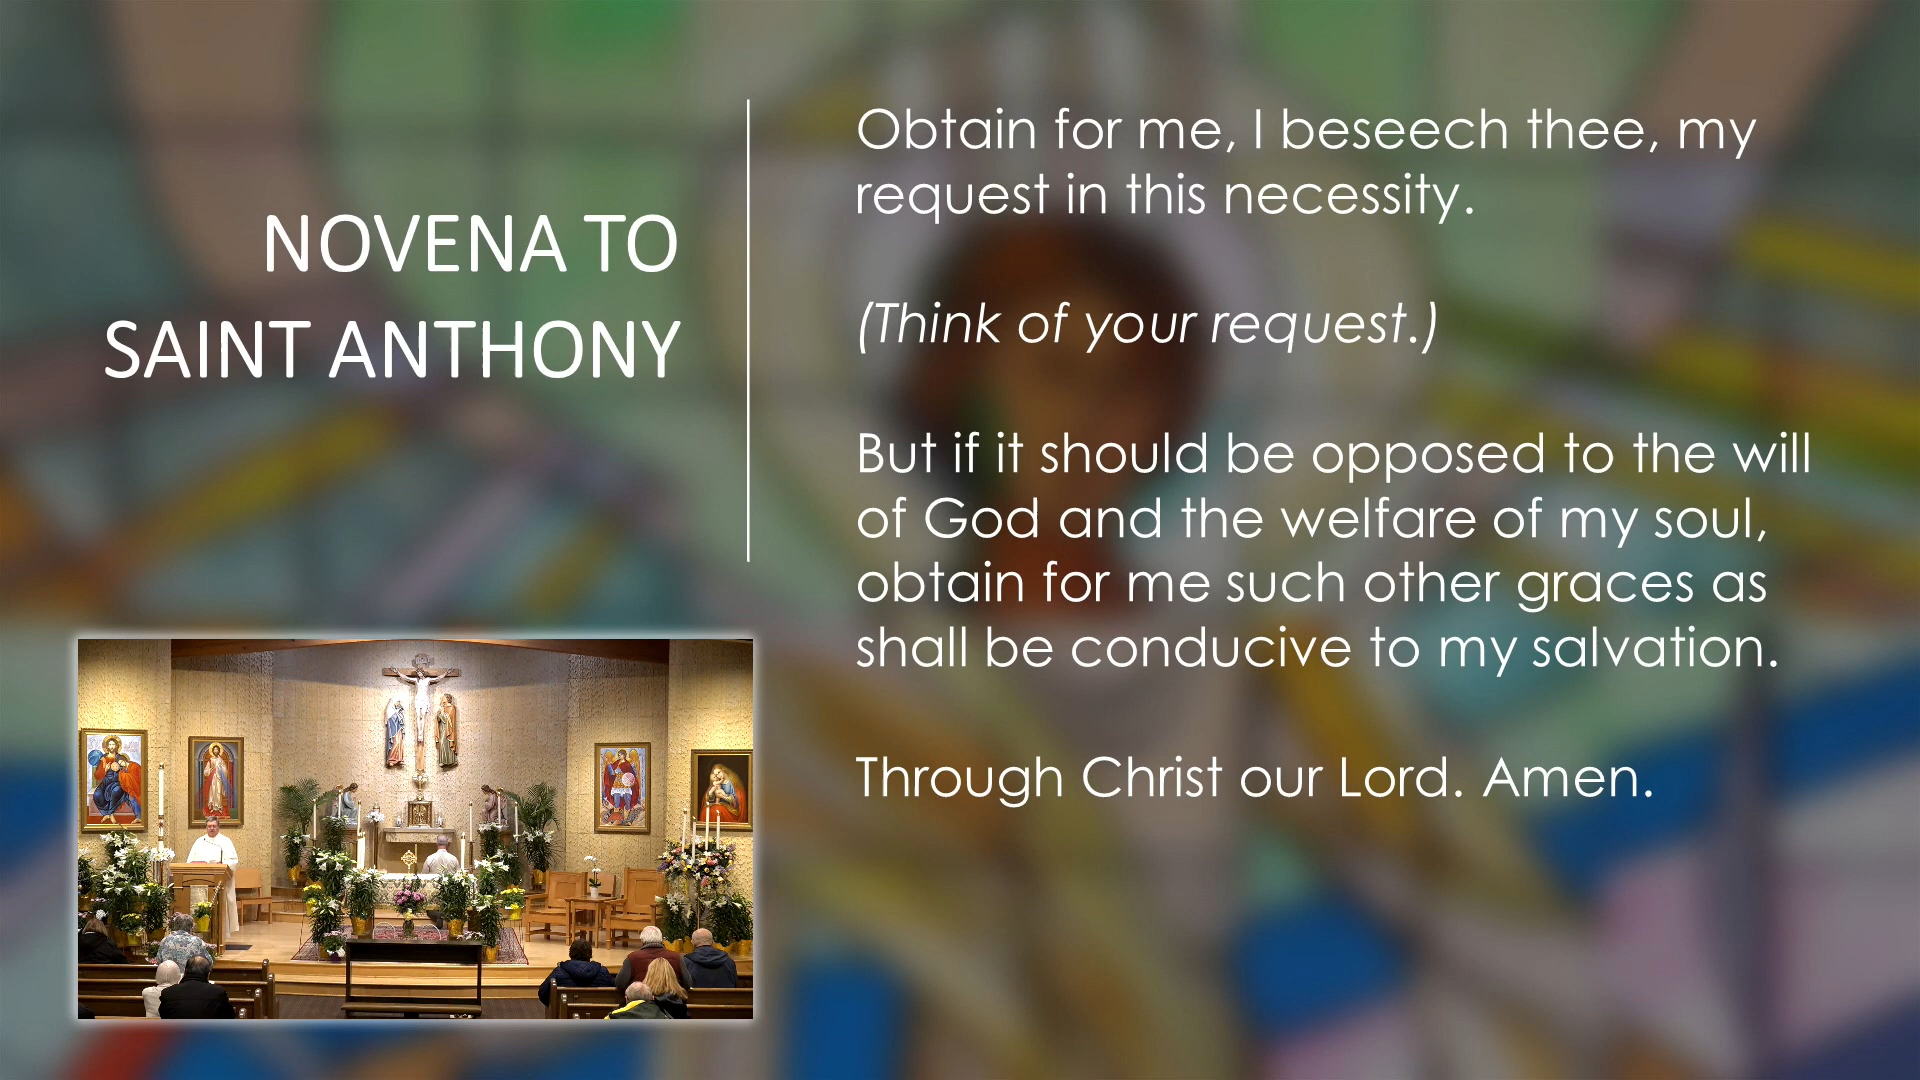 NOVENA TO
SAINT ANTHONY
Obtain for me, I beseech thee, my
request in this necessity.
(Think of your request.)
But if it should be opposed to the will
of God and the welfare of my soul,
obtain for me such other graces as
shall be conducive to my salvation.
Through Christ our Lord. Amen.